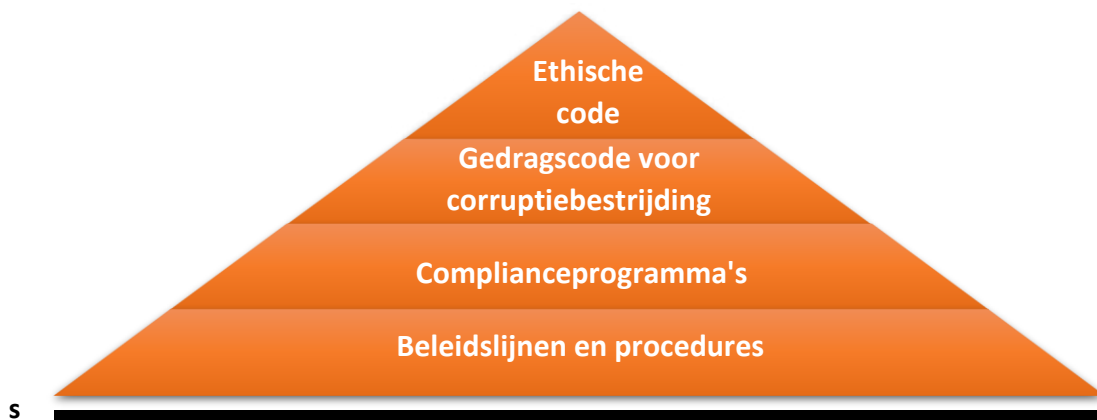 Ethische
code
Gedragscode voor
corruptiebestrijding
Complianceprogramma's
Beleidslijnen en procedures
s